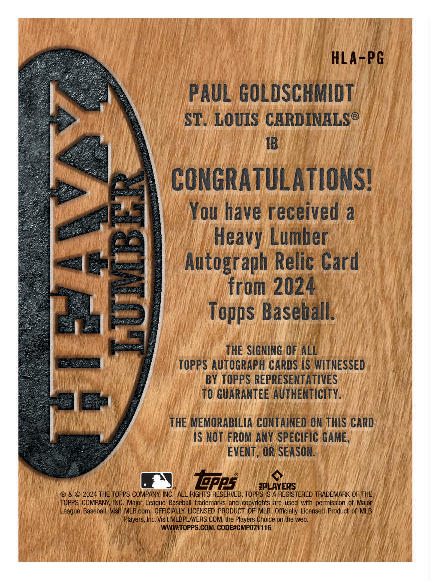 HLA-PG
HEAVY
LUMBER
PAUL GOLDSCHMIDT
ST. LOUIS CARDINALS®
1B
CONGRATULATIONS!
You have received a
Heavy Lumber
Autograph Relic Card
from 2024
Topps Baseball.
THE SIGNING OF ALL
TOPPS AUTOGRAPH CARDS IS WITNESSED
BY TOPPS REPRESENTATIVES
TO GUARANTEE AUTHENTICITY.
THE MEMORABILIA CONTAINED ON THIS CARD
IS NOT FROM ANY SPECIFIC GAME,
EVENT, OR SEASON.
Topps
PLAYERS
® & © 2024 THE TOPPS COMPANY, INC. ALL RIGHTS RESERVED. TOPPS IS A REGISTERED TRADEMARK OF THE
TOPPS COMPANY, INC. Major League Baseball trademarks and copyrights are used with permission of Major
League Baseball. Visit MLB.com. OFFICIALLY LICENSED PRODUCT OF MLB. Officially Licensed Product of MLB
Players, Inc. Visit MLBPLAYERS.COM, the Players Choice on the web.
WWW.TOPPS.COM. CODE#CMP071116